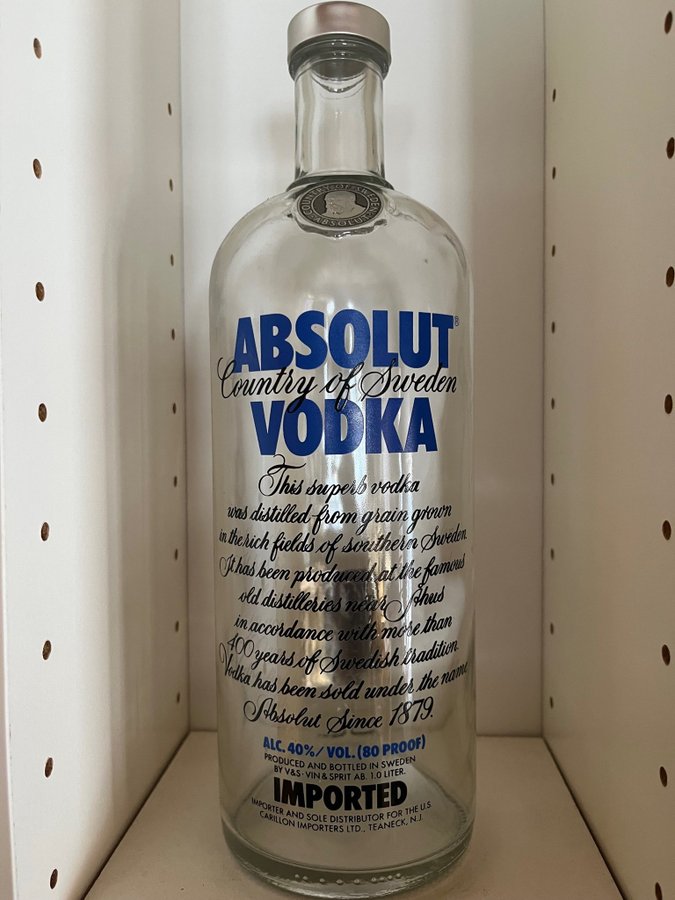 COUNTRY OF SWEDEN
ABSOLUT
ABSOLUT®
Country of Sweden
VODKA
This superb vodka
was distilled from grain grown
in the rich fields of southern Sweden.
It has been produced at the famous
old distilleries near Åhus
in accordance with more than
400 years of Swedish tradition.
Vodka has been sold under the name
Absolut Since 1879.
ALC. 40%/VOL. (80 PROOF)
PRODUCED AND BOTTLED IN SWEDEN
BY V&S·VIN & SPRIT AB. 1.0 LITER.
IMPORTED
IMPORTER AND SOLE DISTRIBUTOR FOR THE U.S
CARILLON IMPORTERS LTD., TEANECK, N.J.